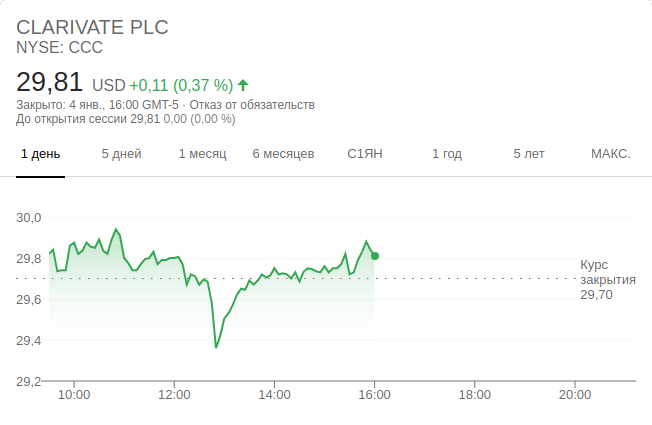 CLARIVATE PLC
NYSE: CCC
29,81 USD +0,11 (0,37 %)
Закрыто: 4 янв., 16:00 GMT-5 · Отказ от обязательств
До открытия сессии 29,81 0,00 (0,00 %)
1 день 5 дней 1 месяц 6 месяцев С1ЯН 1 год 5 лет МАКС.
30,0
29,8
Курс
закрытия
29,70
29,6
29,4
29,2
10:00 12:00 14:00 16:00 18:00 20:00